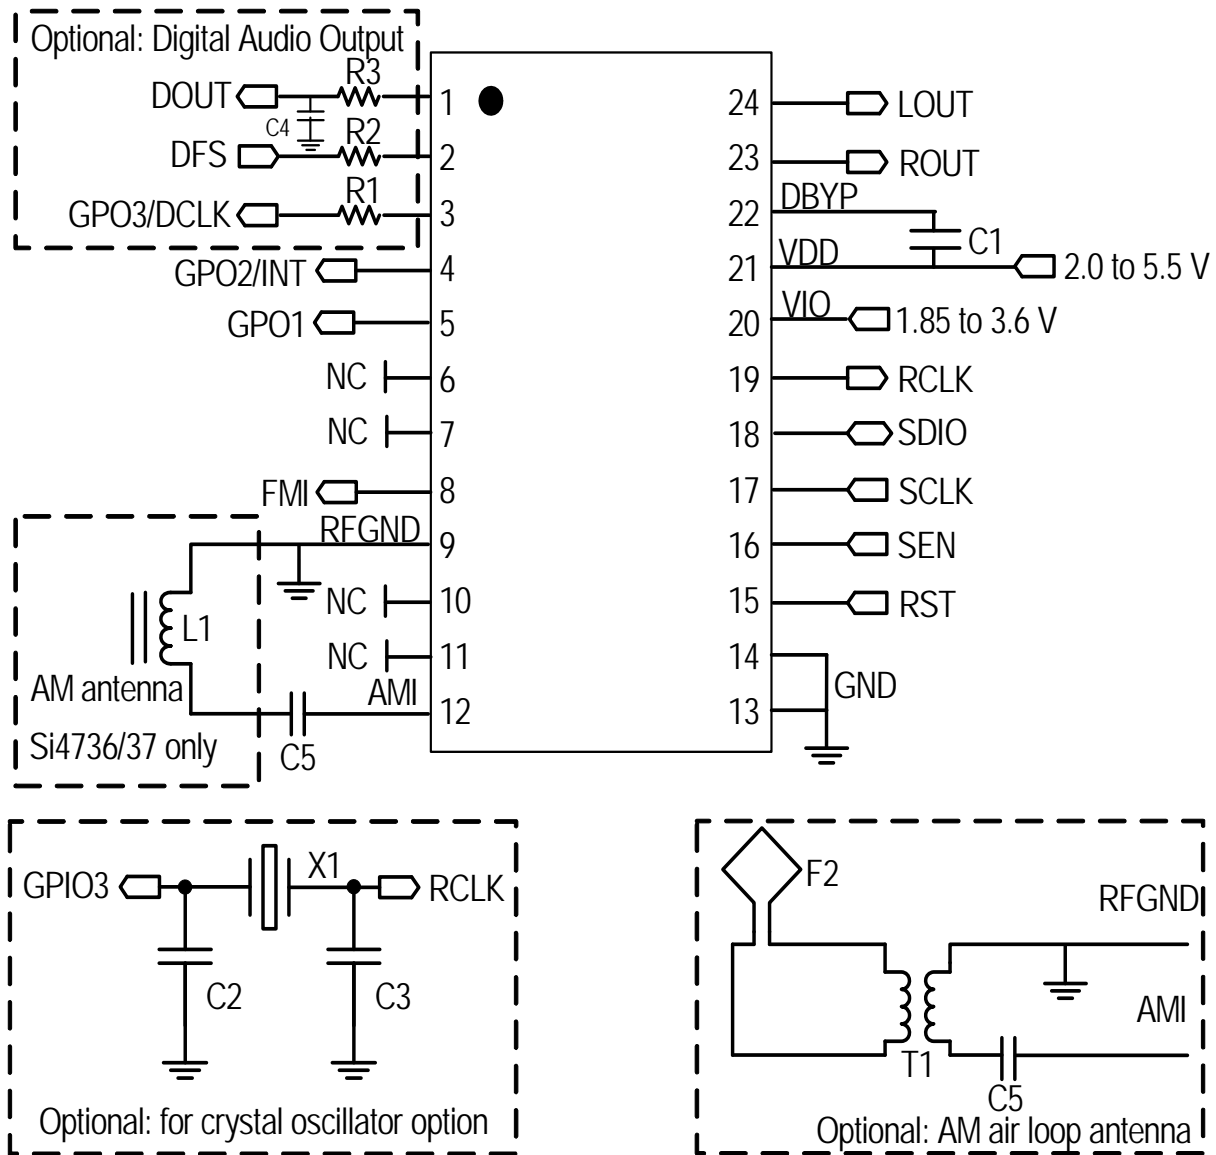 Optional: Digital Audio Output
R3
DOUT
1
C4
R2
DFS
2
R1
GPO3/DCLK
3
GPO2/INT
4
GPO1
5
NC
6
NC
7
FMI
8
RFGND
9
NC
10
L1
NC
11
AM antenna
AMI
12
Si4736/37 only
C5
24
LOUT
23
ROUT
DBYP
22
C1
VDD
21
2.0 to 5.5 V
VIO
20
1.85 to 3.6 V
19
RCLK
18
SDIO
17
SCLK
16
SEN
15
RST
14
GND
13
X1
GPIO3
RCLK
C2
C3
Optional: for crystal oscillator option
F2
RFGND
AMI
T1
C5
Optional: AM air loop antenna